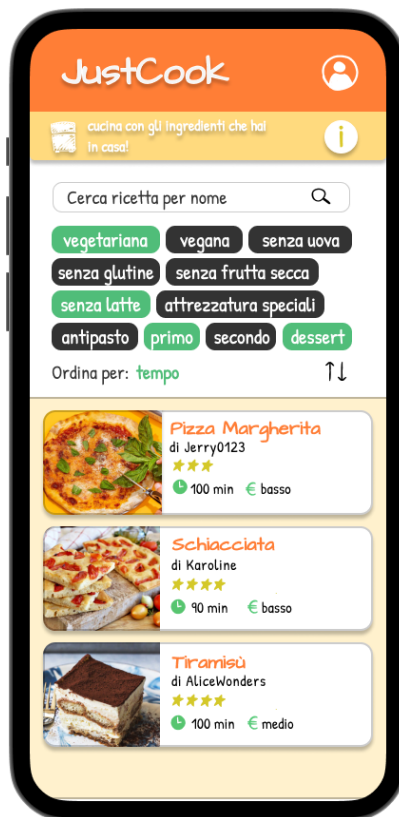 JustCook
cucina con gli ingredienti che hai
in casa!
i
Cerca ricetta per nome
vegetariana vegana senza uova
senza glutine senza frutta secca
senza latte attrezzatura speciali
antipasto primo secondo dessert
Ordina per: tempo
Pizza Margherita
di Jerry0123
100 min € basso
Schiacciata
di Karoline
90 min € basso
Tiramisù
di AliceWonders
100 min € medio